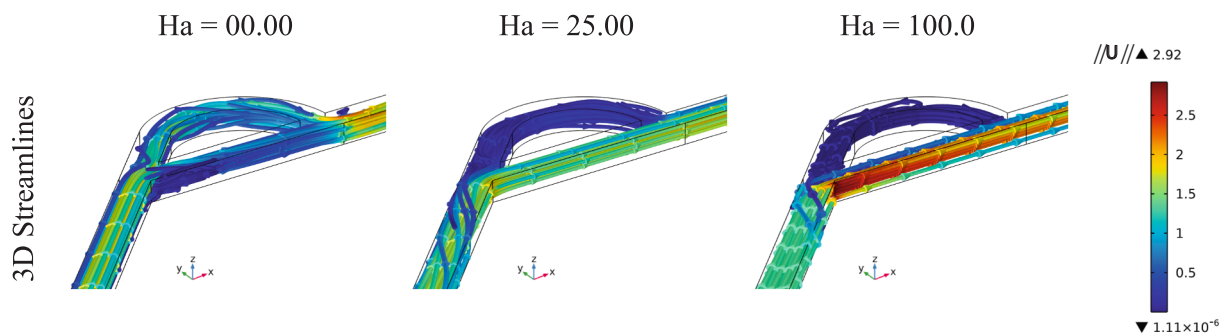 Ha = 00.00
Ha = 25.00
Ha = 100.0
3D Streamlines
//U// ▲ 2.92
2.5
2
1.5
1
0.5
▼ 1.11×10⁻⁶
y z x
y z x
y z x